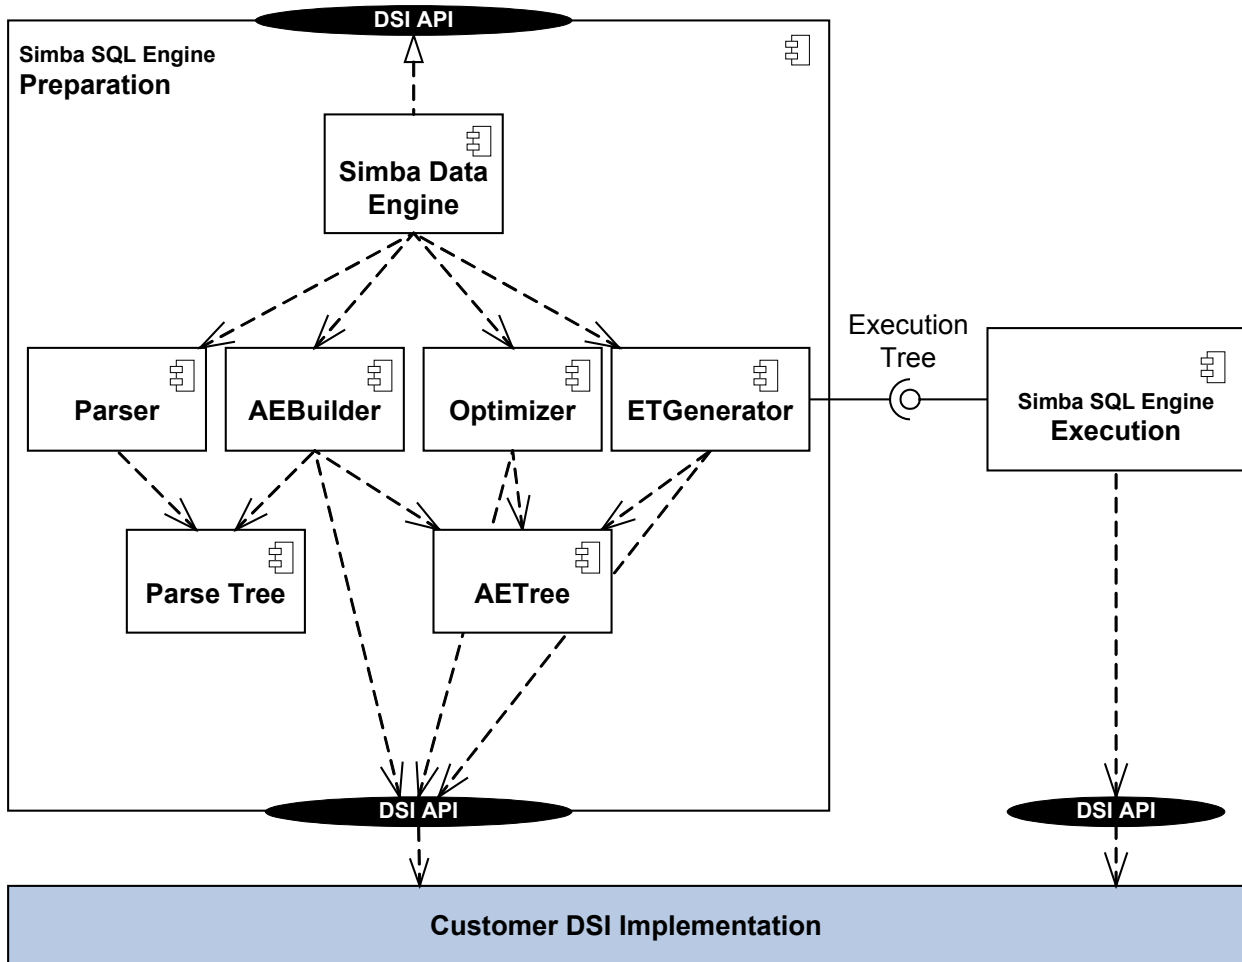 DSI API
Simba SQL Engine
Preparation
Simba Data
Engine
Execution
Tree
Parser
AEBuilder
Optimizer
ETGenerator
Simba SQL Engine
Execution
Parse Tree
AETree
DSI API
DSI API
Customer DSI Implementation